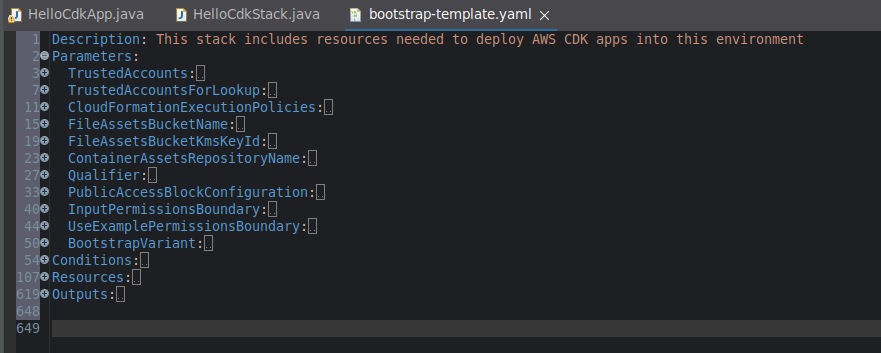 HelloCdkApp.java HelloCdkStack.java bootstrap-template.yaml
1 Description: This stack includes resources needed to deploy AWS CDK apps into this environment
2 Parameters:
3 TrustedAccounts:
7 TrustedAccountsForLookup:
11 CloudFormationExecutionPolicies:
15 FileAssetsBucketName:
19 FileAssetsBucketKmsKeyId:
23 ContainerAssetsRepositoryName:
27 Qualifier:
33 PublicAccessBlockConfiguration:
40 InputPermissionsBoundary:
44 UseExamplePermissionsBoundary:
50 BootstrapVariant:
54 Conditions:
107 Resources:
619 Outputs:
648
649